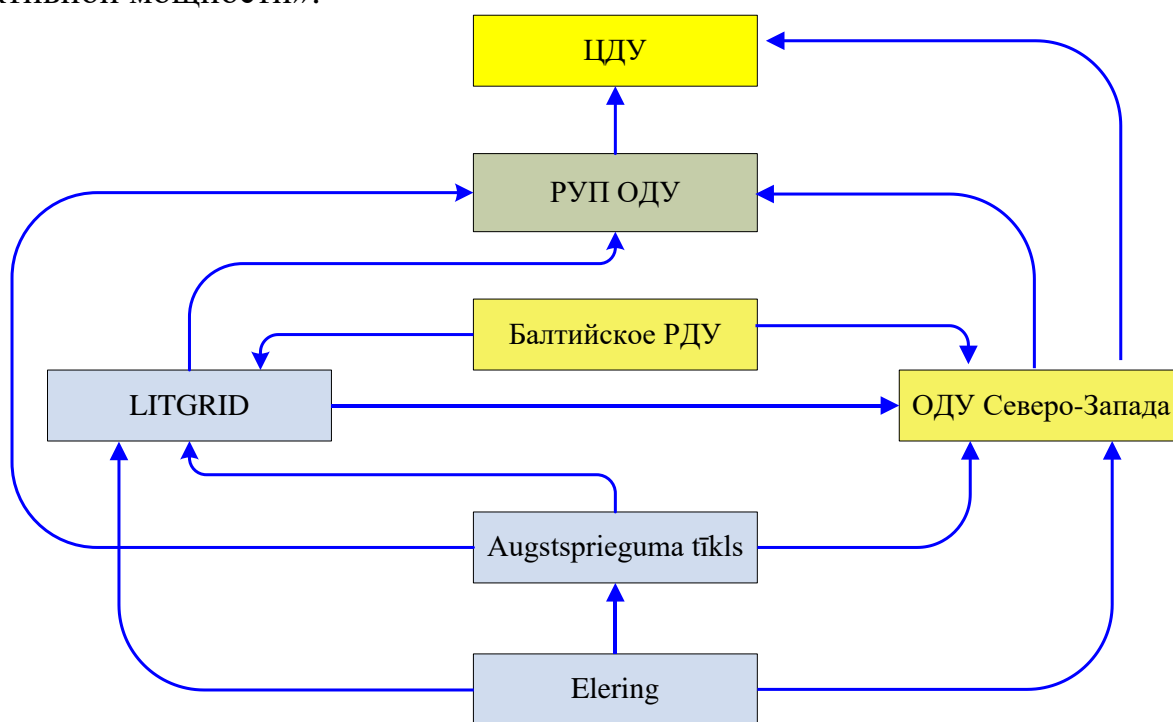 ЦДУ
РУП ОДУ
Балтийское РДУ
LITGRID
ОДУ Северо-Запада
Augstsprieguma tīkls
Elering